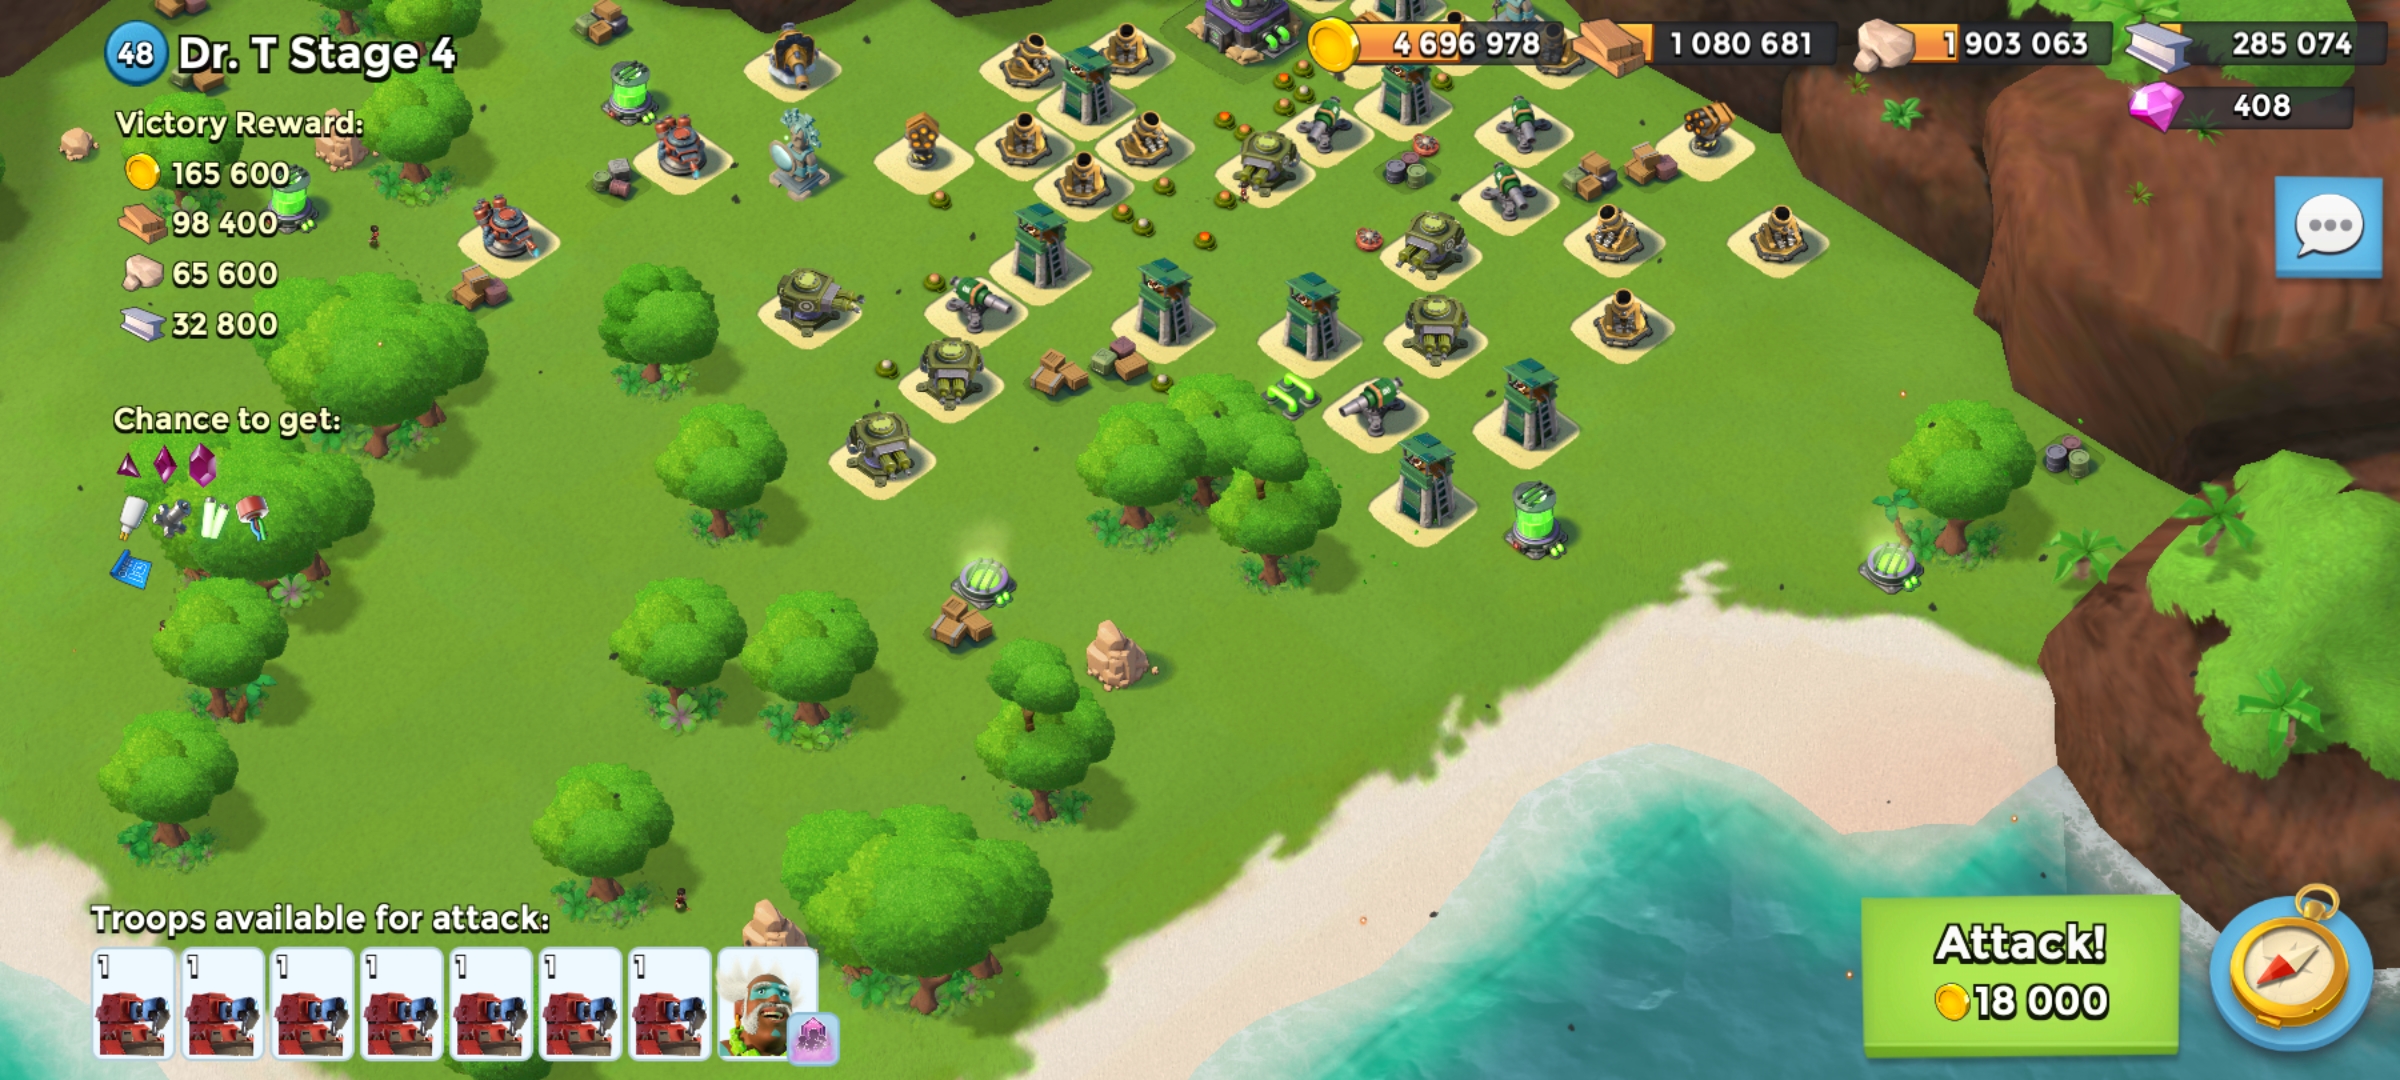 48 Dr. T Stage 4
4 696 978
1 080 681
1 903 063
285 074
408
Victory Reward:
165 600
98 400
65 600
32 800
Chance to get:
Troops available for attack:
1
1
1
1
1
1
1
Attack!
18 000